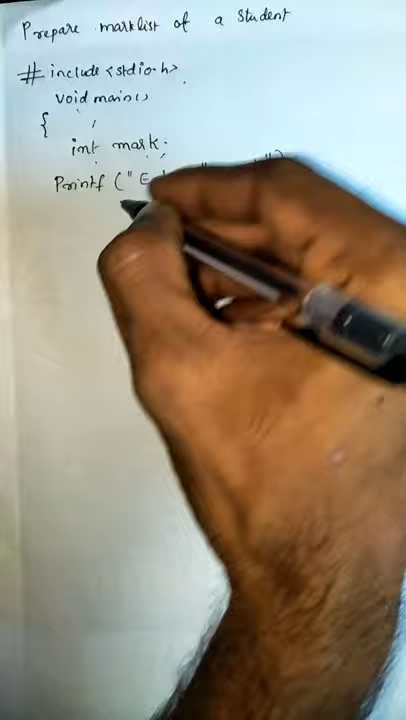 Prepare marklist of a student
# include <stdio.h>
void main()
{
int mark;
Printf ("